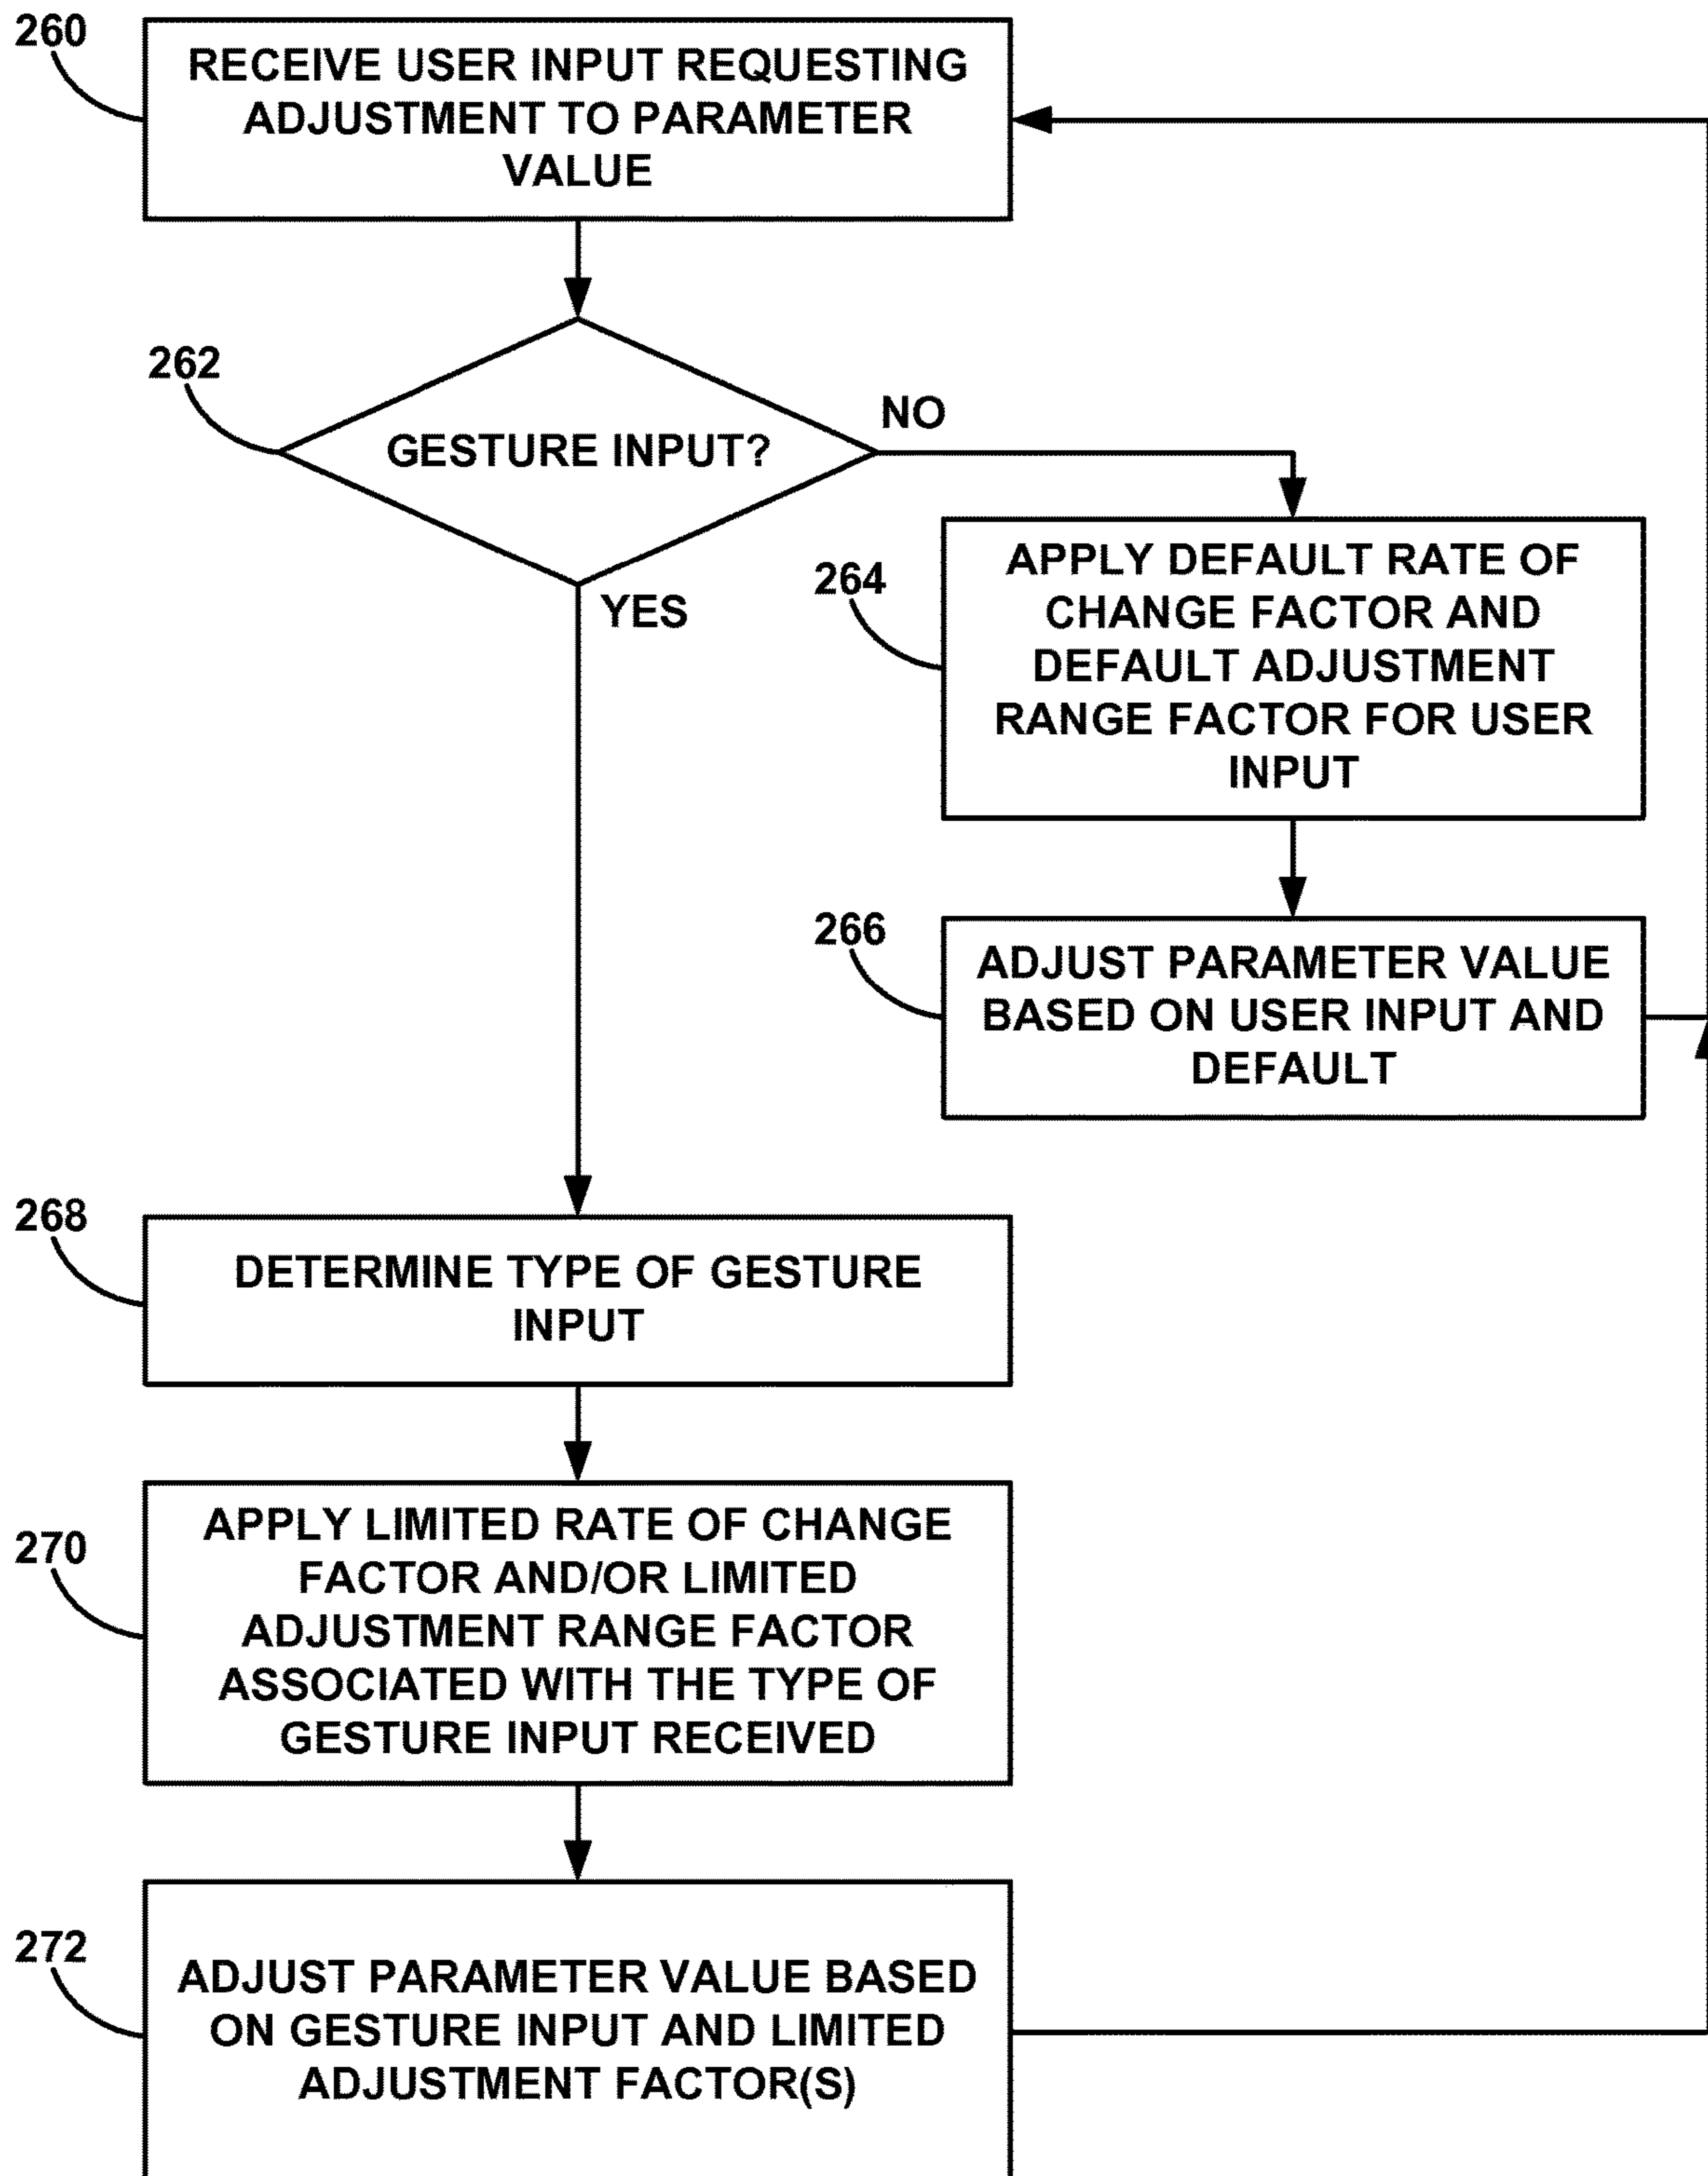 260
RECEIVE USER INPUT REQUESTING
ADJUSTMENT TO PARAMETER
VALUE
262
GESTURE INPUT?
NO
YES
264
APPLY DEFAULT RATE OF
CHANGE FACTOR AND
DEFAULT ADJUSTMENT
RANGE FACTOR FOR USER
INPUT
266
ADJUST PARAMETER VALUE
BASED ON USER INPUT AND
DEFAULT
268
DETERMINE TYPE OF GESTURE
INPUT
270
APPLY LIMITED RATE OF CHANGE
FACTOR AND/OR LIMITED
ADJUSTMENT RANGE FACTOR
ASSOCIATED WITH THE TYPE OF
GESTURE INPUT RECEIVED
272
ADJUST PARAMETER VALUE BASED
ON GESTURE INPUT AND LIMITED
ADJUSTMENT FACTOR(S)